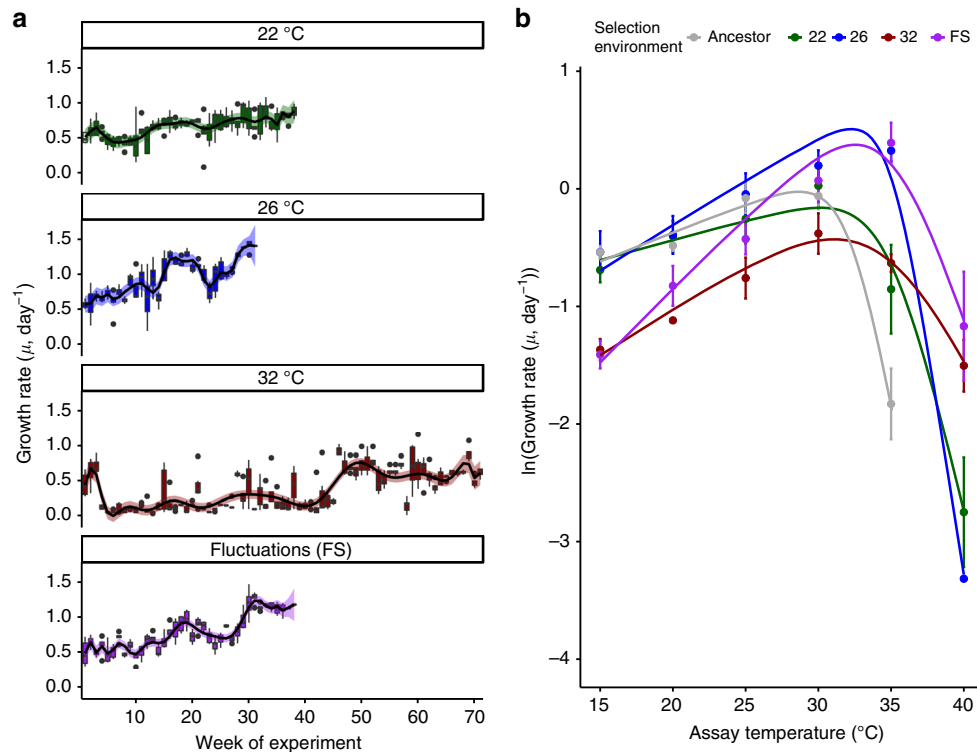 a
22 °C
1.5
1.0
0.5
0.0
26 °C
1.5
1.0
0.5
0.0
32 °C
1.5
1.0
0.5
0.0
Fluctuations (FS)
1.5
1.0
0.5
0.0
10 20 30 40 50 60 70
Week of experiment
Growth rate (μ, day⁻¹)
b
Selection
environment
Ancestor 22 26 32 FS
1
0
−1
−2
−3
−4
15 20 25 30 35 40
Assay temperature (°C)
ln(Growth rate (μ, day⁻¹))